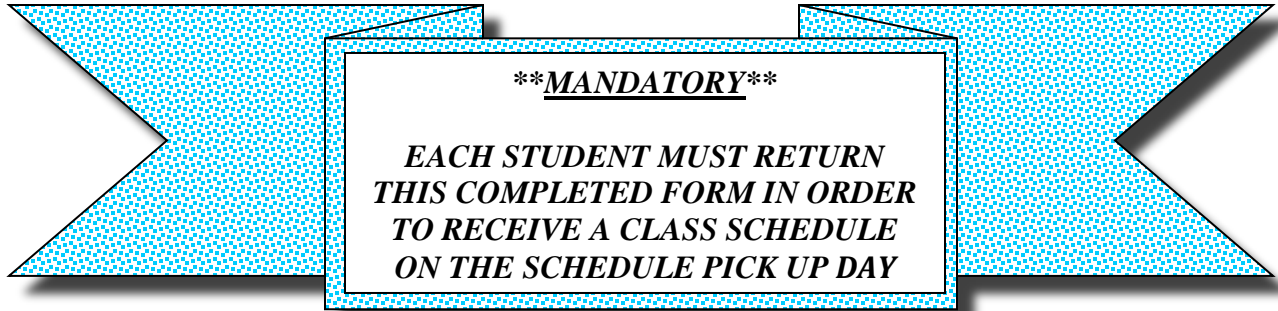 **MANDATORY**
EACH STUDENT MUST RETURN
THIS COMPLETED FORM IN ORDER
TO RECEIVE A CLASS SCHEDULE
ON THE SCHEDULE PICK UP DAY